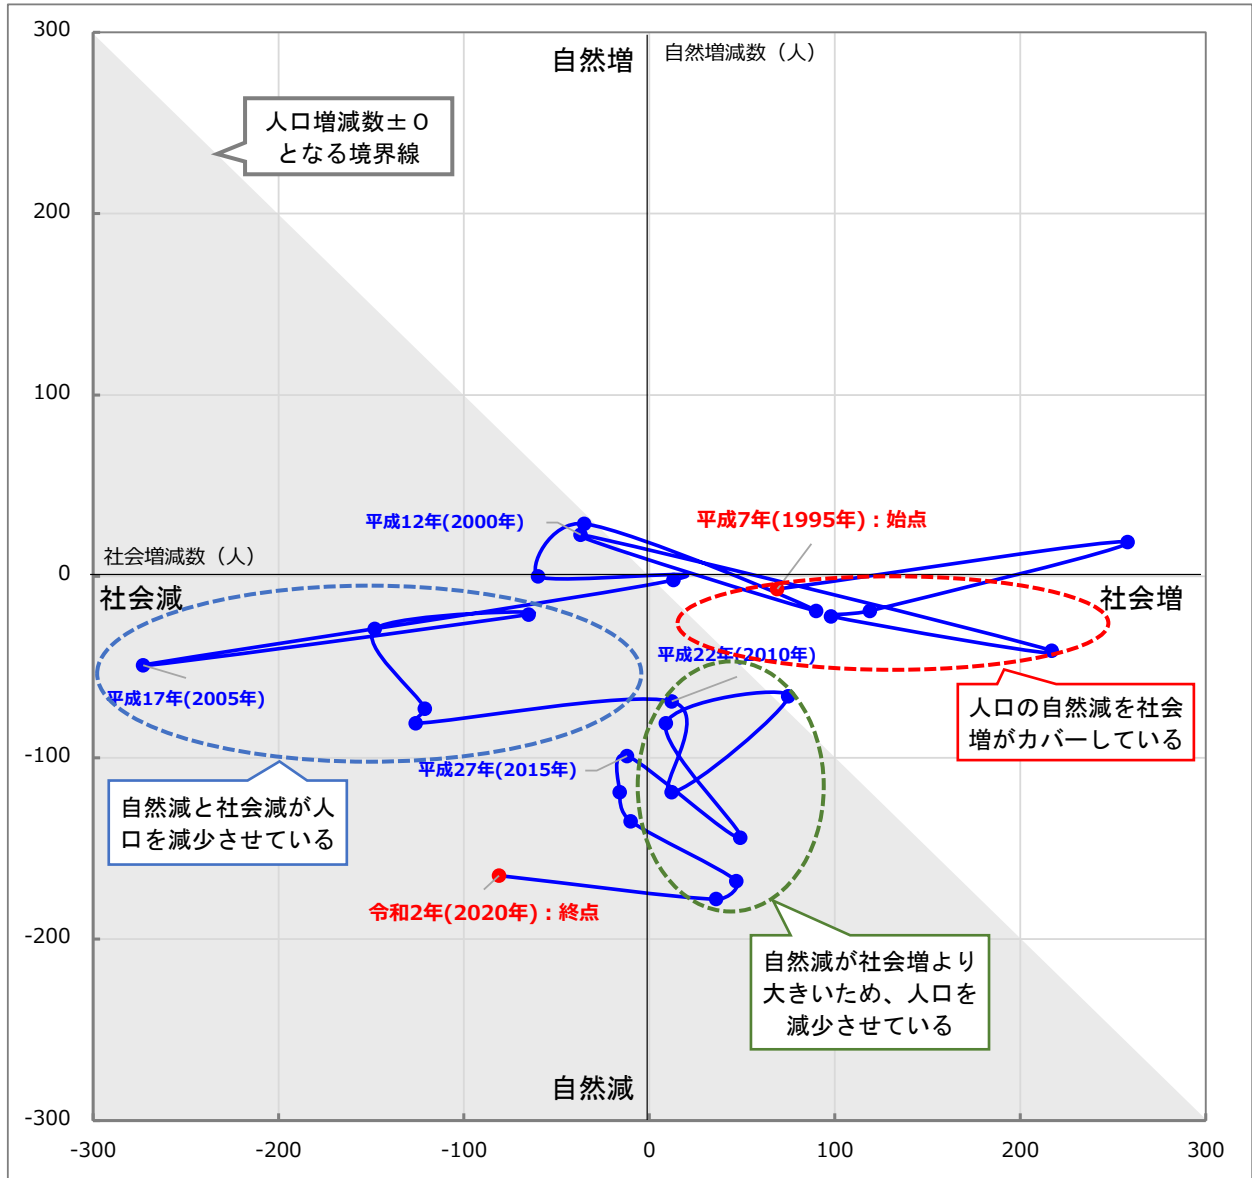 300
自然増
自然増減数（人）
人口増減数±０
となる境界線
200
100
平成12年(2000年)
平成7年(1995年)：始点
社会増減数（人）
0
社会減
社会増
平成22年(2010年)
平成17年(2005年)
人口の自然減を社会
増がカバーしている
-100
平成27年(2015年)
自然減と社会減が人
口を減少させている
令和2年(2020年)：終点
-200
自然減が社会増より
大きいため、人口を
減少させている
自然減
-300
-300
-200
-100
0
100
200
300